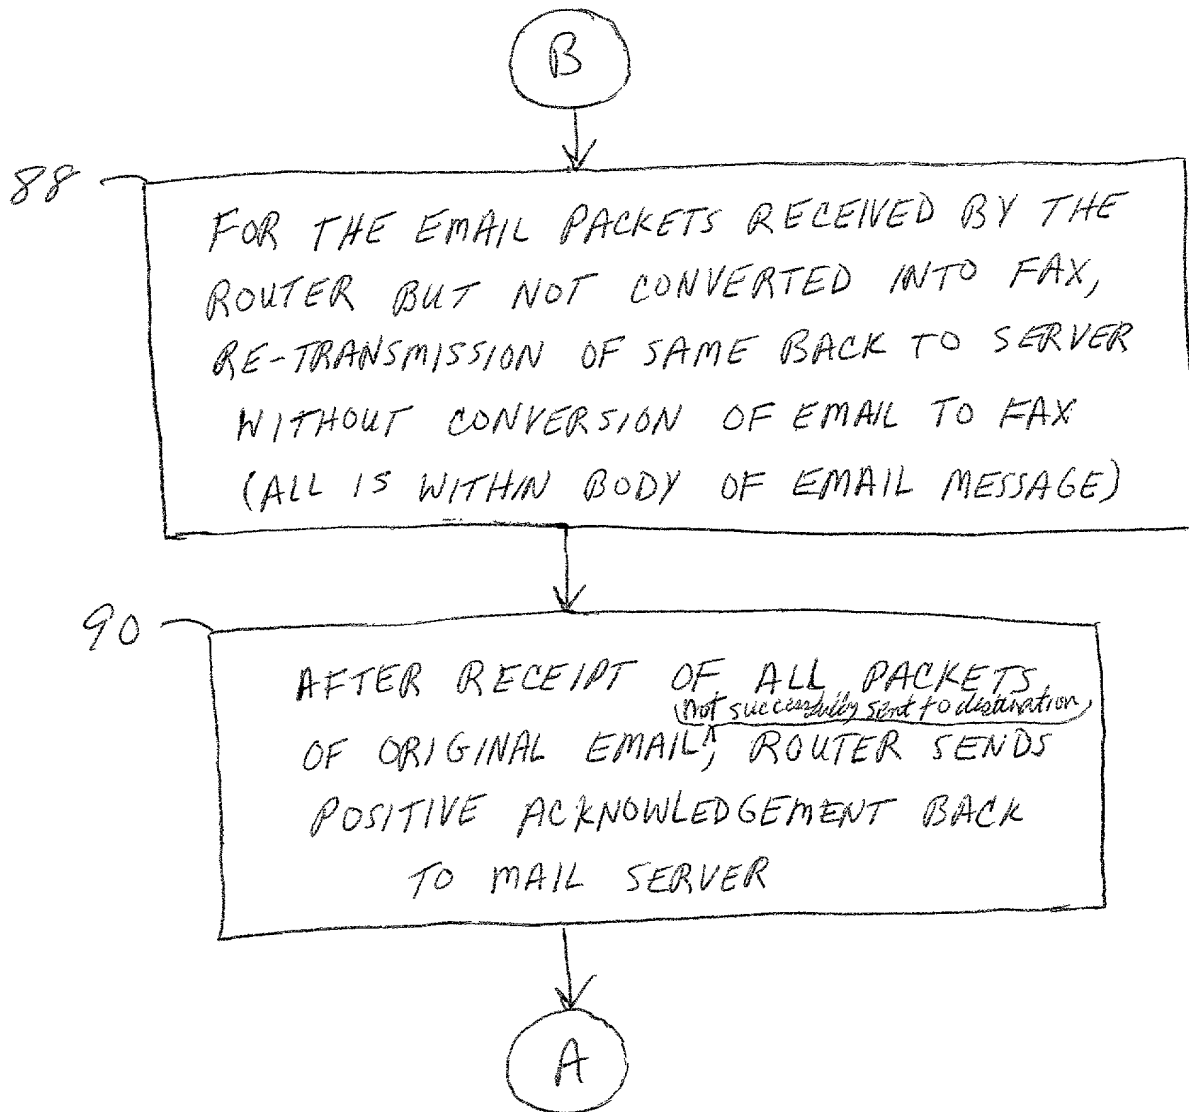 B
88
FOR THE EMAIL PACKETS RECEIVED BY THE
ROUTER BUT NOT CONVERTED INTO FAX,
RE-TRANSMISSION OF SAME BACK TO SERVER
WITHOUT CONVERSION OF EMAIL TO FAX
(ALL IS WITHIN BODY OF EMAIL MESSAGE)
90
AFTER RECEIPT OF ALL PACKETS
(not successfully sent to destination)
OF ORIGINAL EMAIL^, ROUTER SENDS
POSITIVE ACKNOWLEDGEMENT BACK
TO MAIL SERVER
A